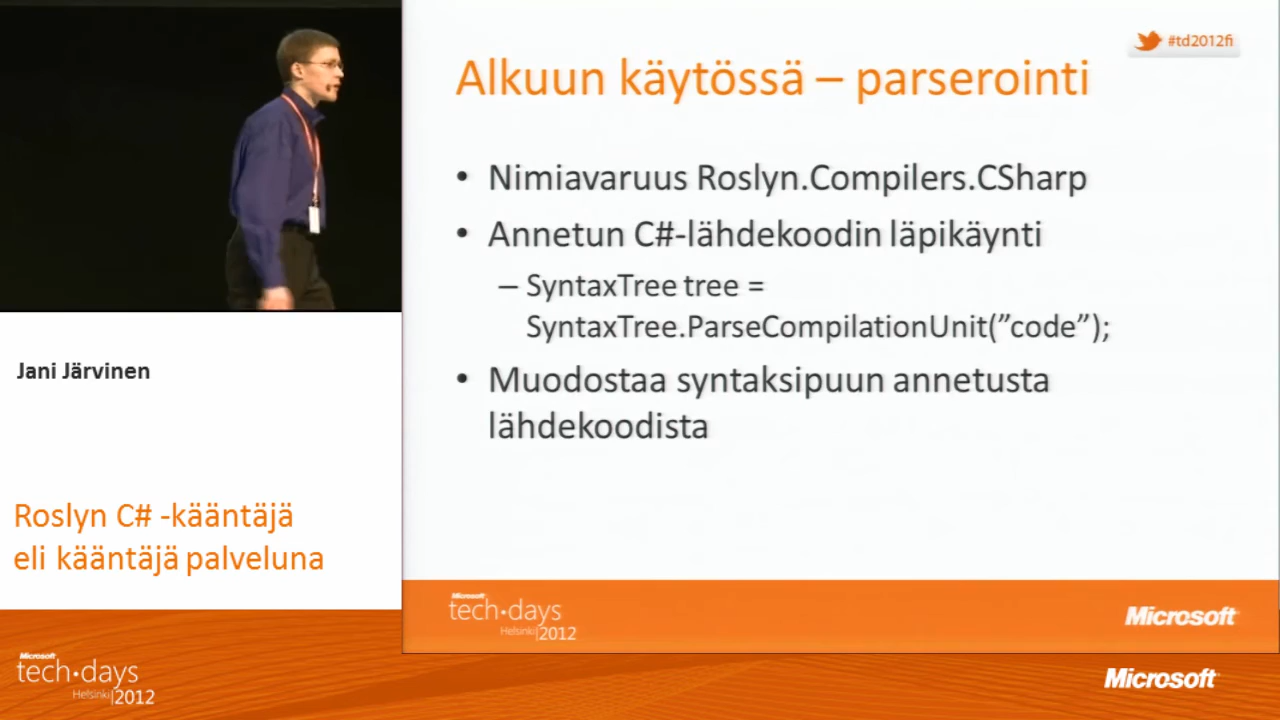 #td2012fi
Alkuun käytössä – parserointi
• Nimiavaruus Roslyn.Compilers.CSharp
• Annetun C#-lähdekoodin läpikäynti
– SyntaxTree tree =
SyntaxTree.ParseCompilationUnit(”code”);
• Muodostaa syntaksipuun annetusta
lähdekoodista
Jani Järvinen
Roslyn C# -kääntäjä
eli kääntäjä palveluna
Microsoft
tech·days
Helsinki|2012
Microsoft
Microsoft
tech·days
Helsinki|2012
Microsoft